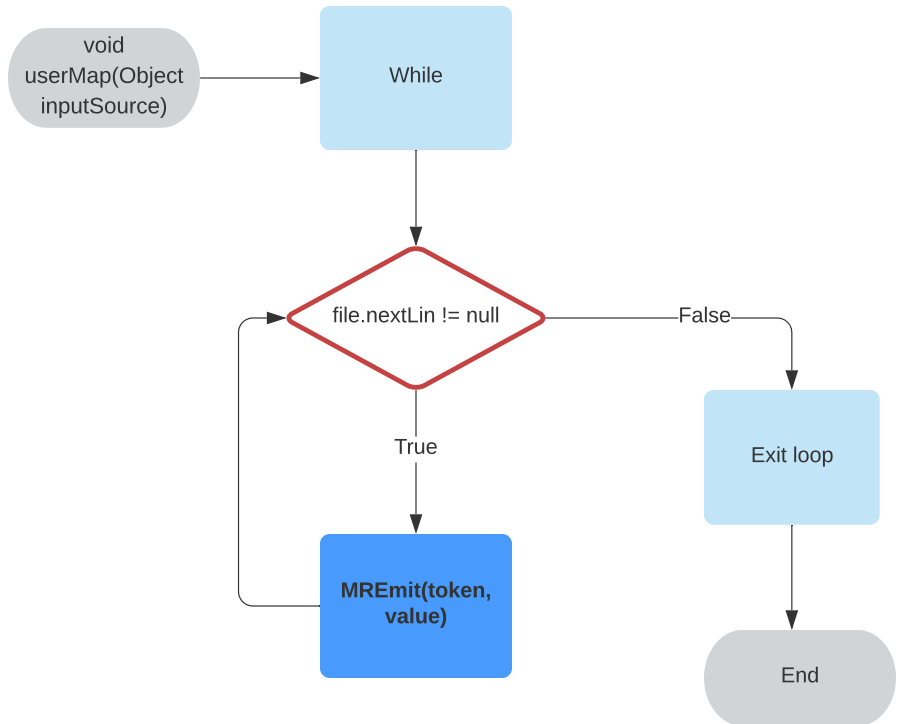 void
userMap(Object
inputSource)
While
file.nextLin != null
False
True
Exit loop
MREmit(token,
value)
End